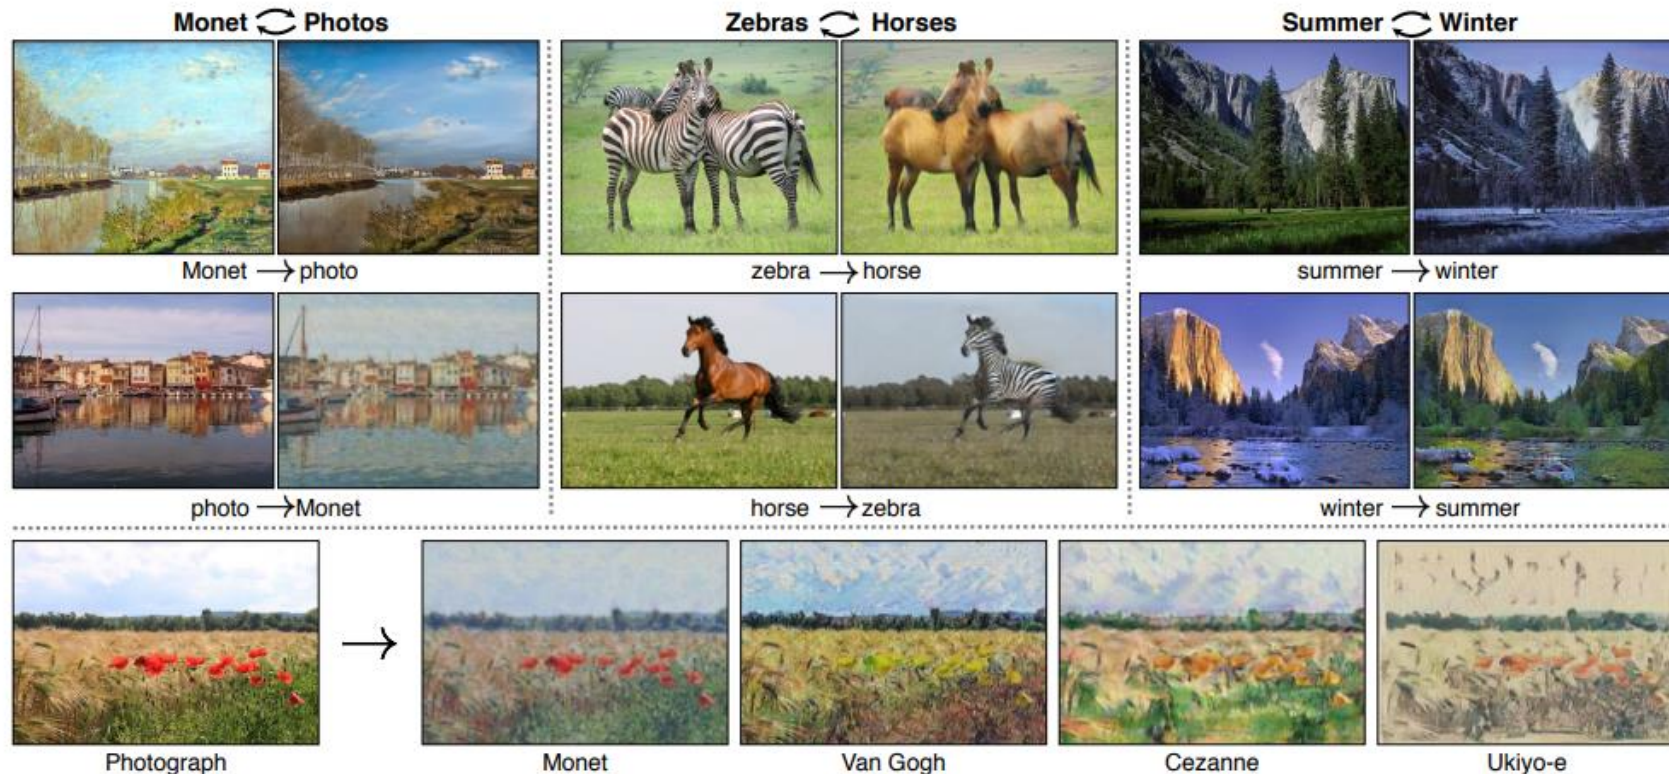 Monet ⇄ Photos
Zebras ⇄ Horses
Summer ⇄ Winter
Monet → photo
zebra → horse
summer → winter
photo → Monet
horse → zebra
winter → summer
Photograph
Monet
Van Gogh
Cezanne
Ukiyo-e